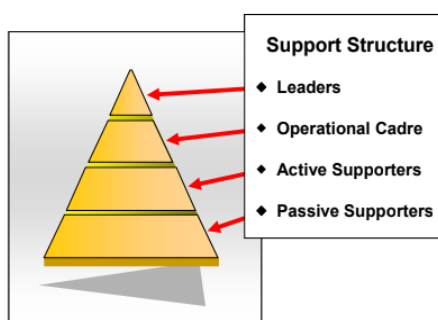 Support Structure
◆ Leaders
◆ Operational Cadre
◆ Active Supporters
◆ Passive Supporters